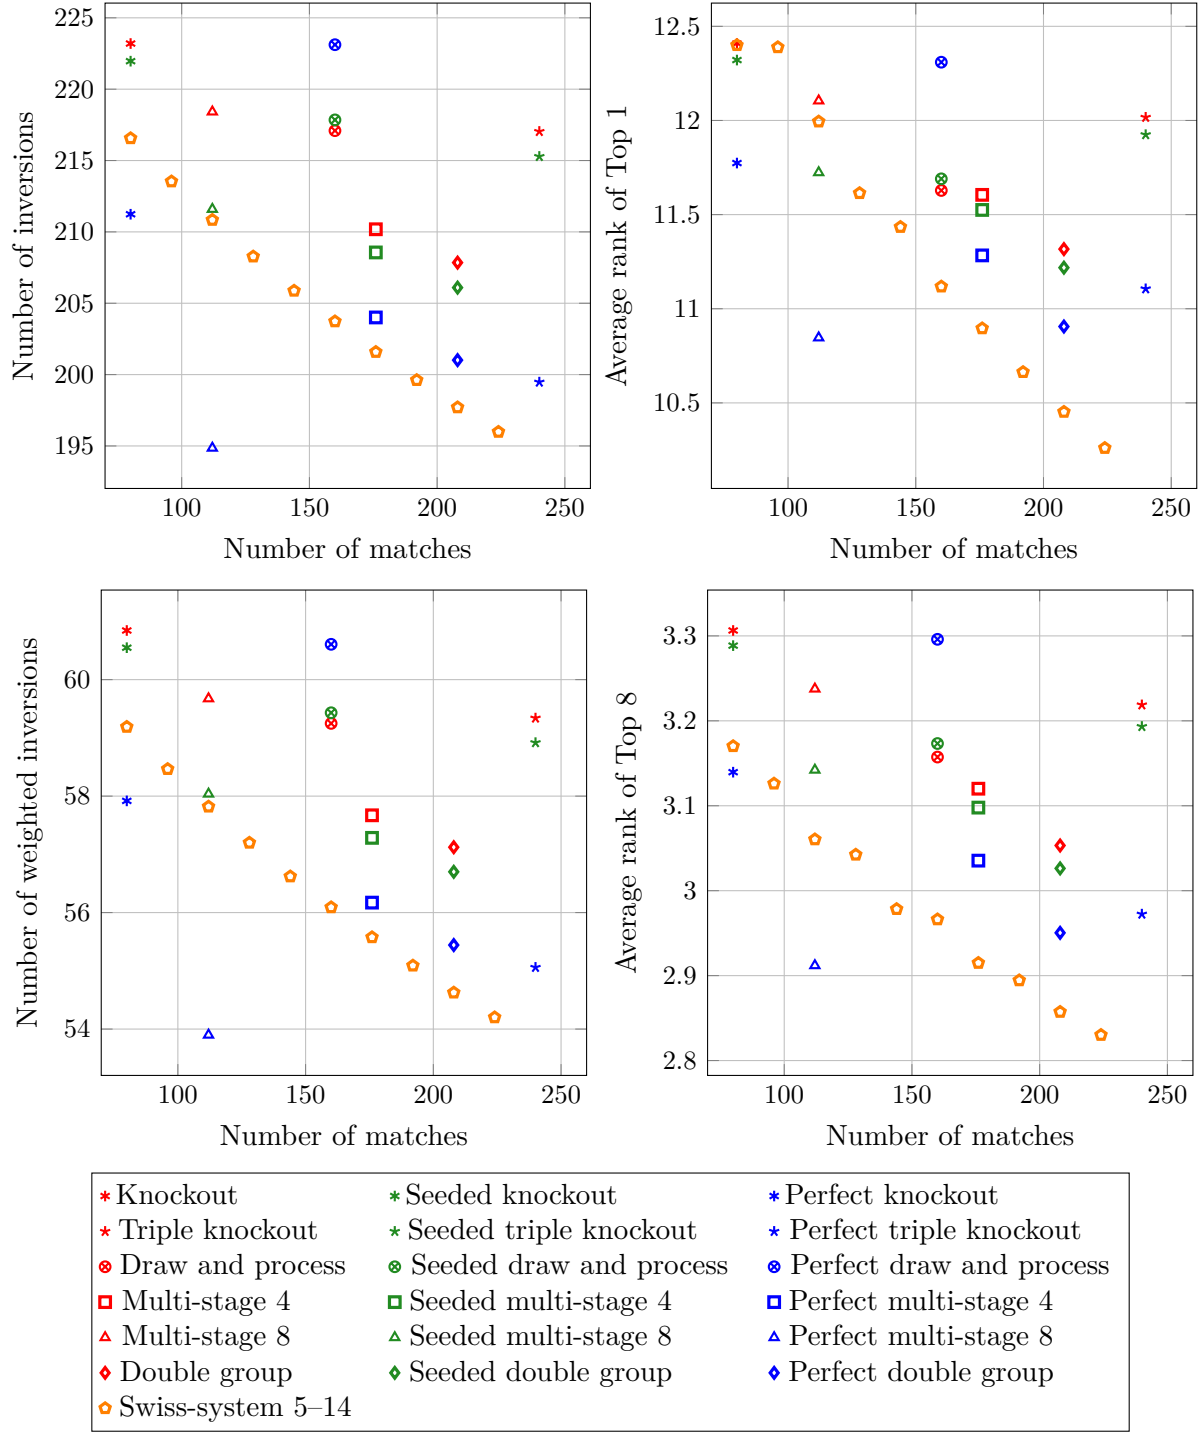 225
220
215
210
205
200
195
100
150
200
250
Number of matches
Number of inversions
12.5
12
11.5
11
10.5
100
150
200
250
Number of matches
Average rank of Top 1
60
58
56
54
100
150
200
250
Number of matches
Number of weighted inversions
3.3
3.2
3.1
3
2.9
2.8
100
150
200
250
Number of matches
Average rank of Top 8
Knockout Seeded knockout Perfect knockout
Triple knockout Seeded triple knockout Perfect triple knockout
Draw and process Seeded draw and process Perfect draw and process
Multi-stage 4 Seeded multi-stage 4 Perfect multi-stage 4
Multi-stage 8 Seeded multi-stage 8 Perfect multi-stage 8
Double group Seeded double group Perfect double group
Swiss-system 5–14